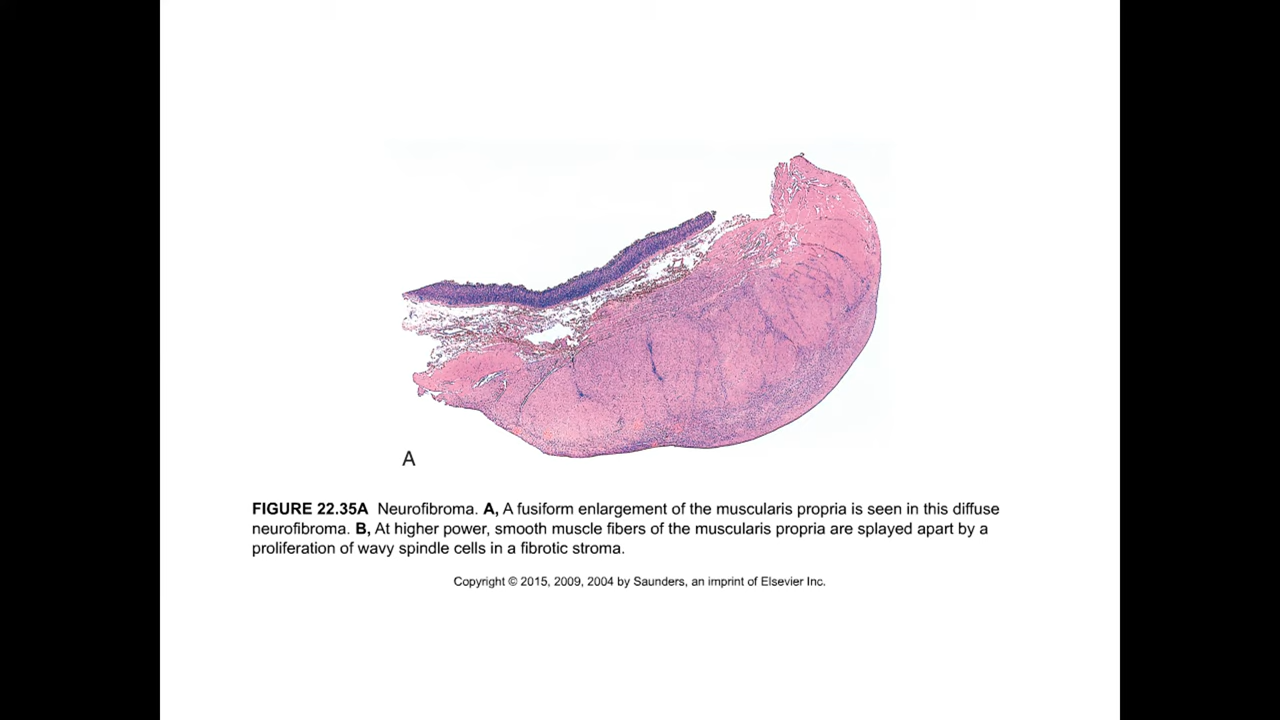 A
FIGURE 22.35A Neurofibroma. A, A fusiform enlargement of the muscularis propria is seen in this diffuse
neurofibroma. B, At higher power, smooth muscle fibers of the muscularis propria are splayed apart by a
proliferation of wavy spindle cells in a fibrotic stroma.
Copyright © 2015, 2009, 2004 by Saunders, an imprint of Elsevier Inc.